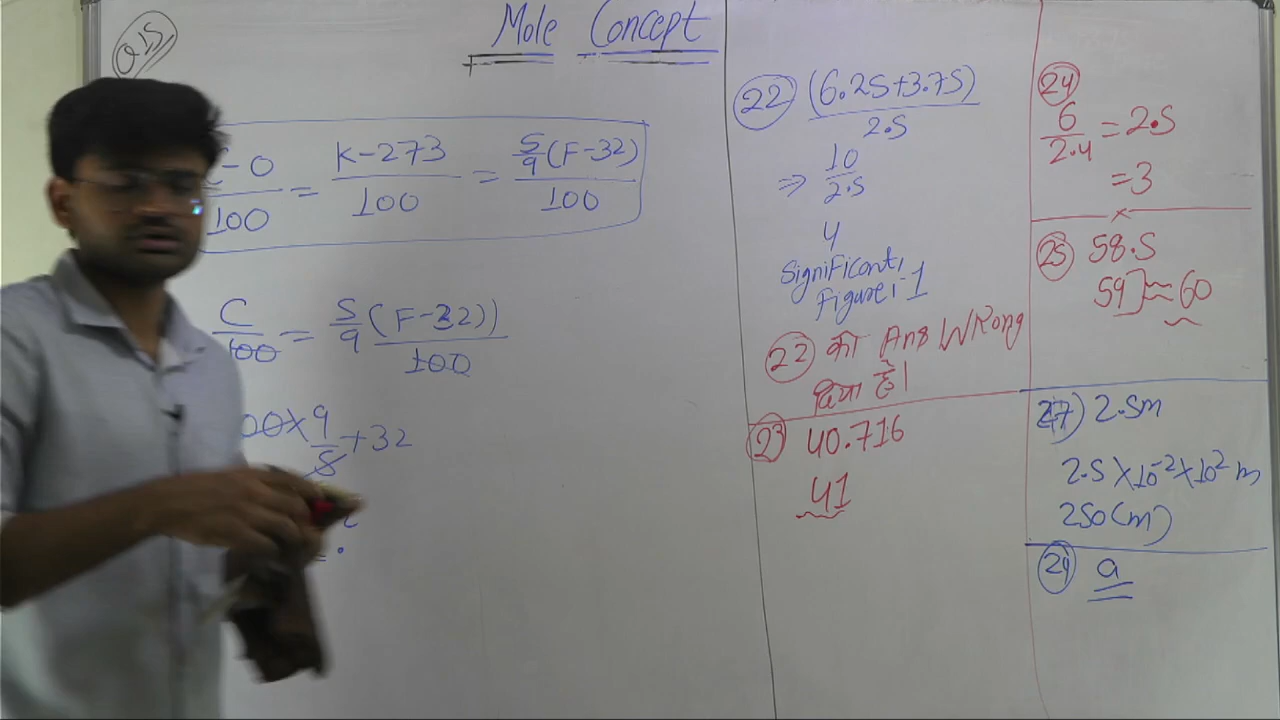 Mole Concept
Q.15
C-0/100 = K-273/100 = 5/9(F-32)/100
C/100 = 5/9 (F-32))/100
00×9/5+32
22 (6.25+3.75)/2.5
⇒ 10/2.5
4
Significant
Figure:-1
22 का Ans WRong
दिया है।
23 40.716
41
24
6/2.4 = 2.5
=3
×
25 58.5
59] ≈ 60
27) 2.5m
2.5×10⁻²×10² m
250 (m)
29 a